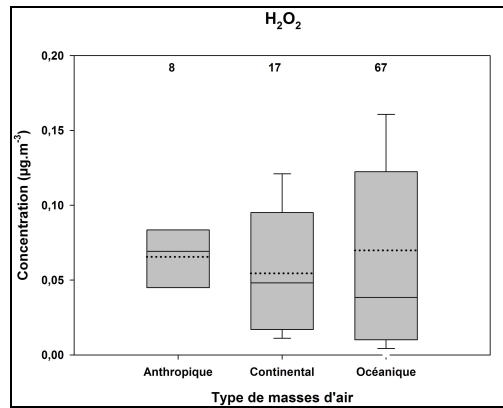 H₂O₂
0,20
8 17 67
0,15
0,10
0,05
0,00
Concentration (µg.m⁻³)
Anthropique Continental Océanique
Type de masses d'air